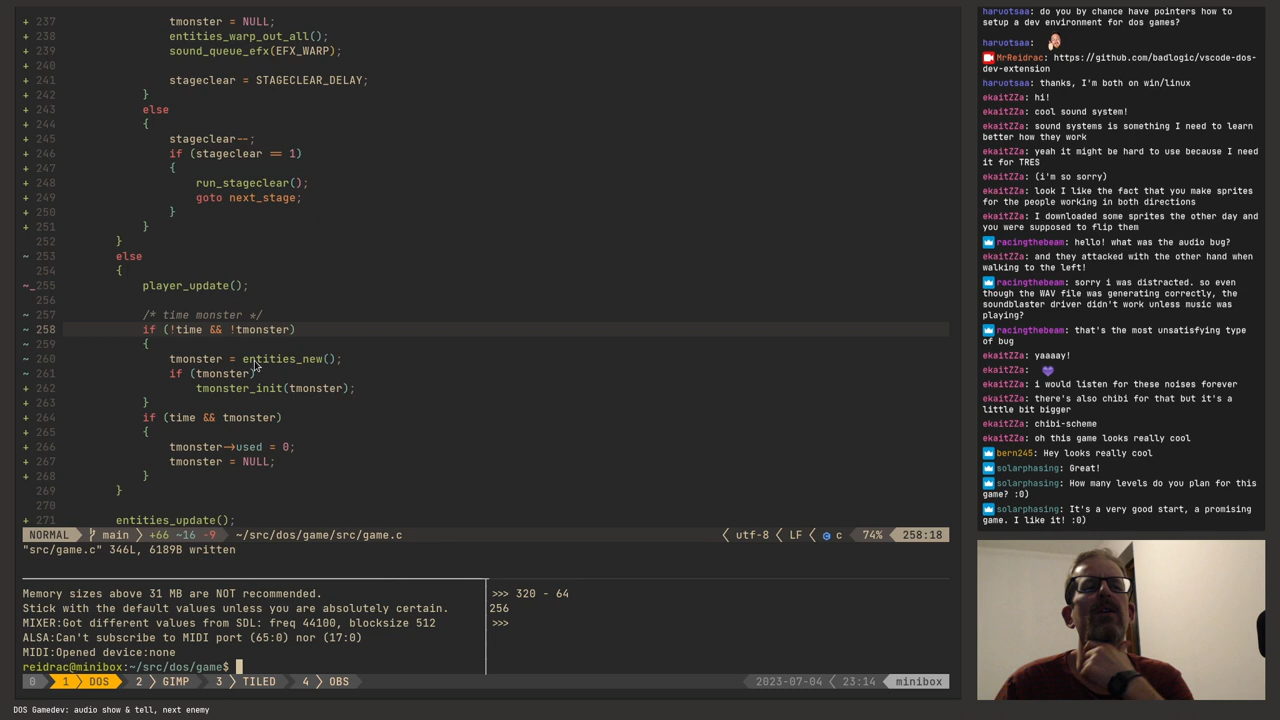 + 237 tmonster = NULL;
+ 238 entities_warp_out_all();
+ 239 sound_queue_efx(EFX_WARP);
+ 240
+ 241 stageclear = STAGECLEAR_DELAY;
+ 242 }
+ 243 else
+ 244 {
+ 245 stageclear--;
+ 246 if (stageclear == 1)
+ 247 {
+ 248 run_stageclear();
+ 249 goto next_stage;
+ 250 }
+ 251 }
252 }
~ 253 else
254 {
~_255 player_update();
256
~ 257 /* time monster */
~ 258 if (!time && !tmonster)
~ 259 {
~ 260 tmonster = entities_new();
~ 261 if (tmonster)
+ 262 tmonster_init(tmonster);
+ 263 }
+ 264 if (time && tmonster)
+ 265 {
+ 266 tmonster->used = 0;
+ 267 tmonster = NULL;
+ 268 }
269 }
270
+ 271 entities_update();
NORMAL main +66 ~16 -9 ~/src/dos/game/src/game.c utf-8 LF c 74% 258:18
"src/game.c" 346L, 6189B written
Memory sizes above 31 MB are NOT recommended.
Stick with the default values unless you are absolutely certain.
MIXER:Got different values from SDL: freq 44100, blocksize 512
ALSA:Can't subscribe to MIDI port (65:0) nor (17:0)
MIDI:Opened device:none
reidrac@minibox:~/src/dos/game$
>>> 320 - 64
256
>>>
0 1 DOS 2 GIMP 3 TILED 4 OBS 2023-07-04 23:14 minibox
DOS Gamedev: audio show & tell, next enemy
haruotsaa: do you by chance have pointers how to
setup a dev environment for dos games?
haruotsaa:
MrReidrac: https://github.com/badlogic/vscode-dos-
dev-extension
haruotsaa: thanks, I'm both on win/linux
ekaitZZa: hi!
ekaitZZa: cool sound system!
ekaitZZa: sound systems is something I need to learn
better how they work
ekaitZZa: yeah it might be hard to use because I need
it for TRES
ekaitZZa: (i'm so sorry)
ekaitZZa: look I like the fact that you make sprites
for the people working in both directions
ekaitZZa: I downloaded some sprites the other day and
you were supposed to flip them
racingthebeam: hello! what was the audio bug?
ekaitZZa: and they attacked with the other hand when
walking to the left!
racingthebeam: sorry i was distracted. so even
though the WAV file was generating correctly, the
soundblaster driver didn't work unless music was
playing?
racingthebeam: that's the most unsatisfying type
of bug
ekaitZZa: yaaaay!
ekaitZZa:
ekaitZZa: i would listen for these noises forever
ekaitZZa: there's also chibi for that but it's a
little bit bigger
ekaitZZa: chibi-scheme
ekaitZZa: oh this game looks really cool
bern245: Hey looks really cool
solarphasing: Great!
solarphasing: How many levels do you plan for this
game? :0)
solarphasing: It's a very good start, a promising
game. I like it! :0)